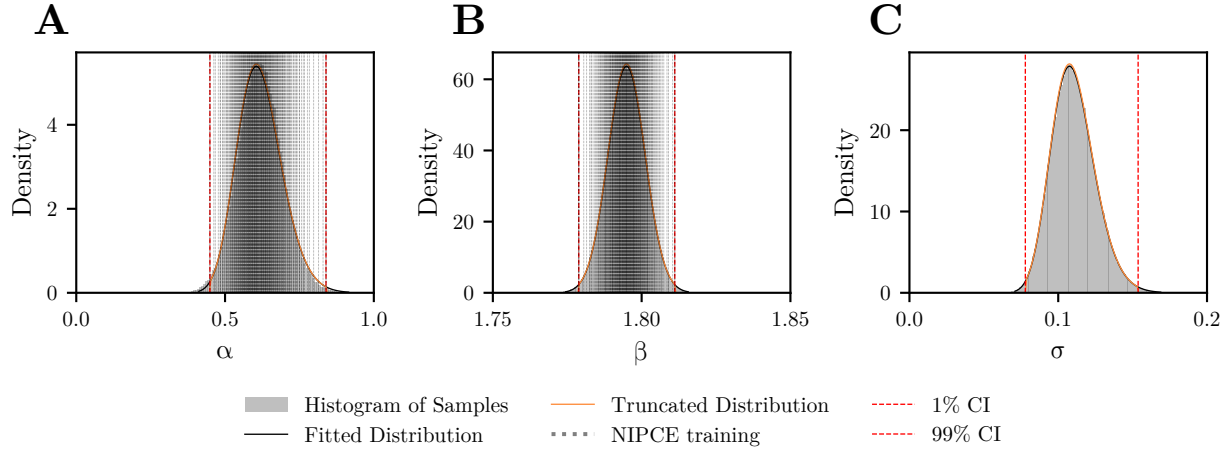 A
B
C
Density
4
2
0
0.0
0.5
1.0
α
Density
60
40
20
0
1.75
1.80
1.85
β
Density
20
10
0
0.0
0.1
0.2
σ
Histogram of Samples
Fitted Distribution
Truncated Distribution
NIPCE training
1% CI
99% CI